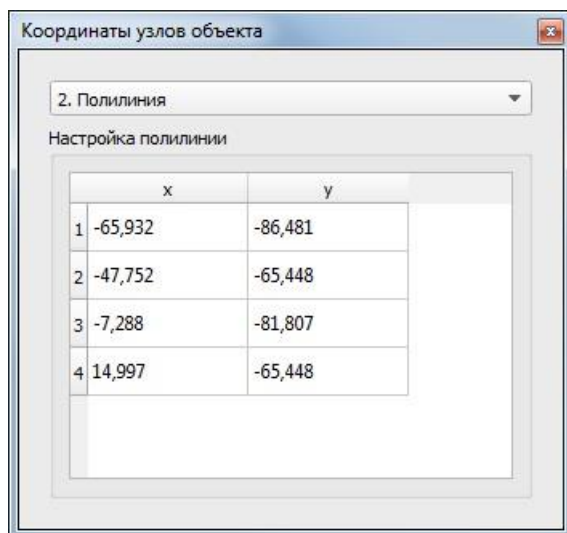 Координаты узлов объекта
2. Полилиния
Настройка полилинии
x y
1 -65,932 -86,481
2 -47,752 -65,448
3 -7,288 -81,807
4 14,997 -65,448